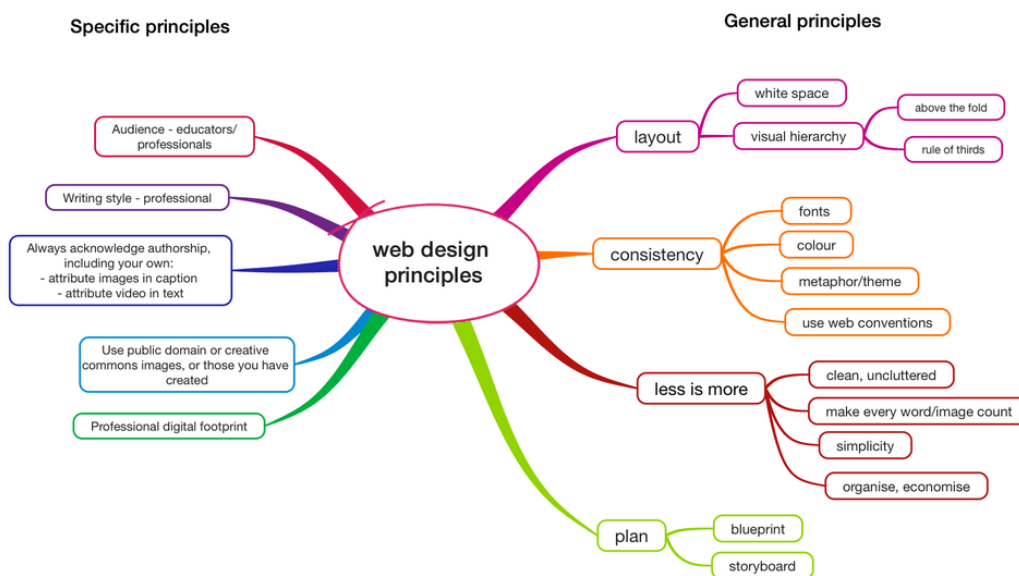 Specific principles
General principles
web design
principles
Audience - educators/
professionals
Writing style - professional
Always acknowledge authorship,
including your own:
- attribute images in caption
- attribute video in text
Use public domain or creative
commons images, or those you have
created
Professional digital footprint
layout
white space
visual hierarchy
above the fold
rule of thirds
consistency
fonts
colour
metaphor/theme
use web conventions
less is more
clean, uncluttered
make every word/image count
simplicity
organise, economise
plan
blueprint
storyboard